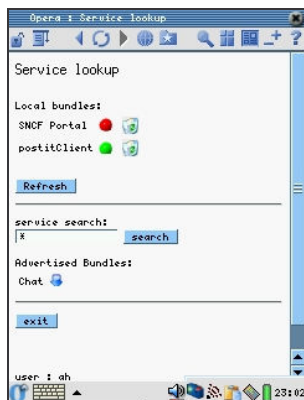 Opera : Service lookup
Service lookup
Local bundles:
SNCF Portal
postitClient
Refresh
service search:
*
search
Advertised Bundles:
Chat
exit
user : ah
23:02